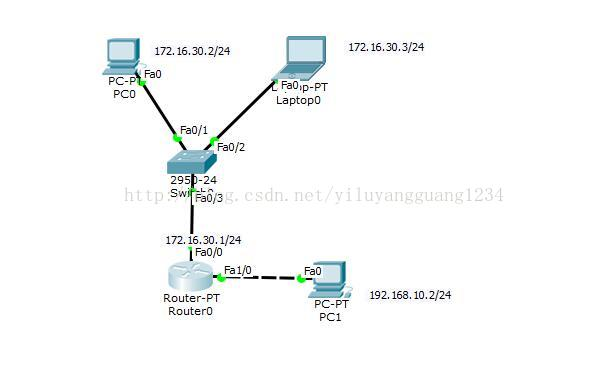 172.16.30.2/24
172.16.30.3/24
Fa0
PC-PT
PC0
Fa0
-PT
Laptop0
Fa0/1
Fa0/2
2950-24
Fa0/3
http://blog.csdn.net/yiluyangguang1234
172.16.30.1/24
Fa0/0
Fa1/0
Fa0
Router-PT
Router0
192.168.10.2/24
PC-PT
PC1